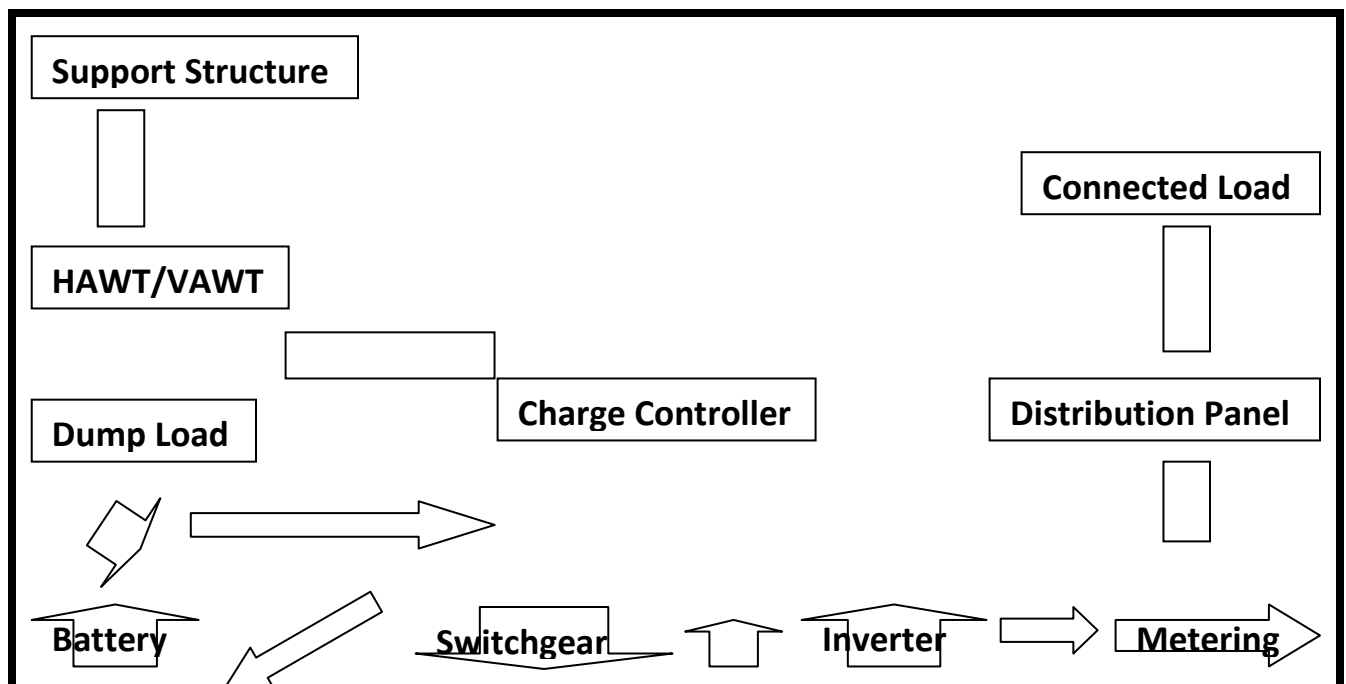 Support Structure
Connected Load
HAWT/VAWT
Charge Controller
Distribution Panel
Dump Load
Battery
Switchgear
Inverter
Metering